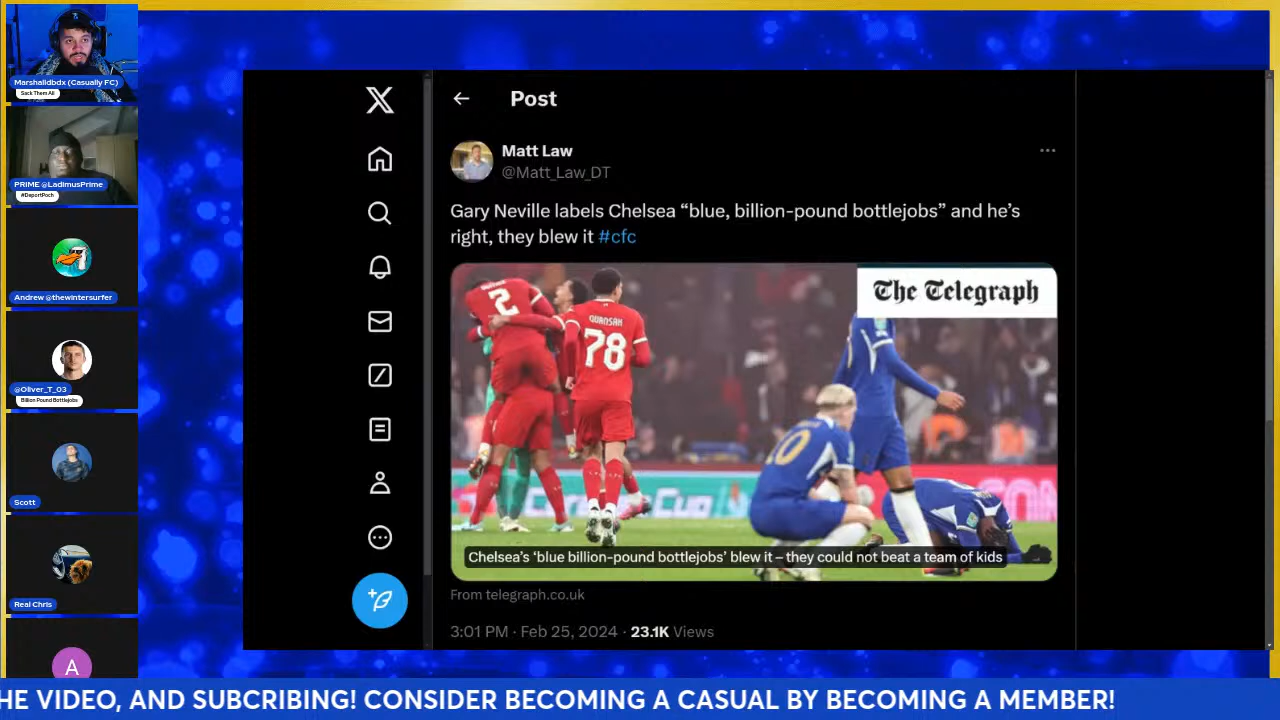 Marshalldbdx (Casually FC)
Sack Them All
PRIME @LadimusPrime
#DeportPoch
Andrew @thewintersurfer
@Oliver_T_03
Billion Pound Bottlejobs
Scott
Real Chris
A
X
Post
Matt Law
@Matt_Law_DT
Gary Neville labels Chelsea “blue, billion-pound bottlejobs” and he’s
right, they blew it #cfc
The Telegraph
2
QUANSAH
78
10
Chelsea’s ‘blue billion-pound bottlejobs’ blew it – they could not beat a team of kids
From telegraph.co.uk
3:01 PM · Feb 25, 2024 · 23.1K Views
HE VIDEO, AND SUBCRIBING! CONSIDER BECOMING A CASUAL BY BECOMING A MEMBER!